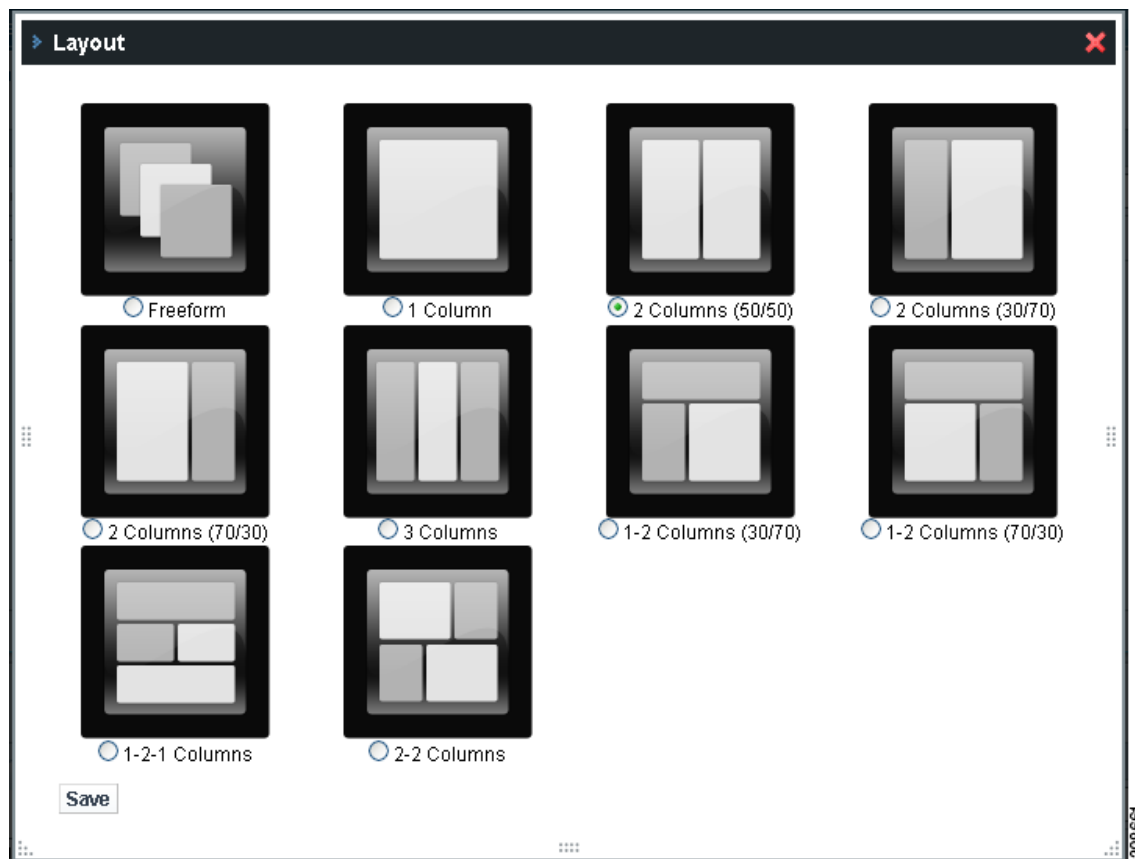 Layout
Freeform
1 Column
2 Columns (50/50)
2 Columns (30/70)
2 Columns (70/30)
3 Columns
1-2 Columns (30/70)
1-2 Columns (70/30)
1-2-1 Columns
2-2 Columns
Save